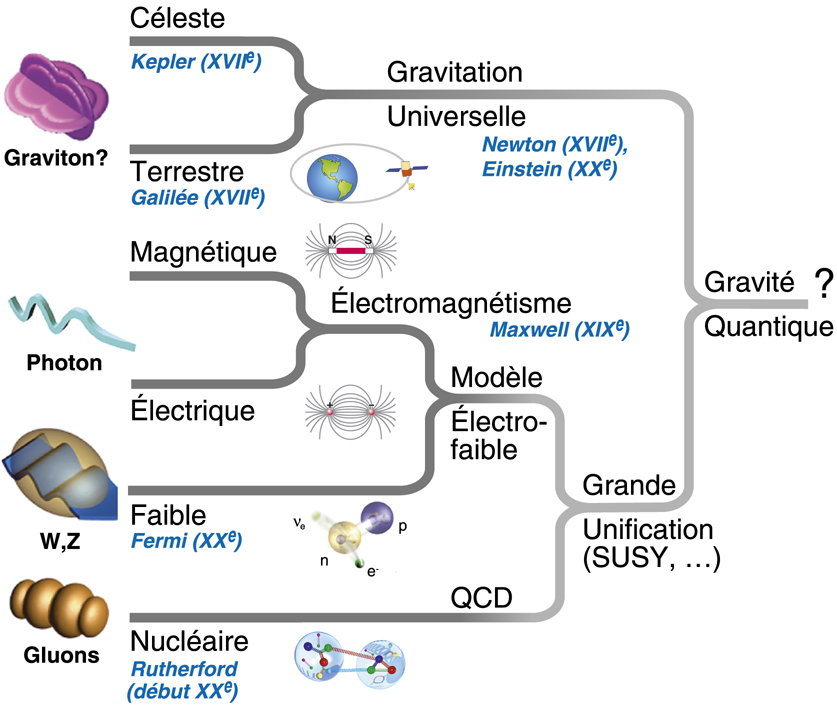 Céleste
Kepler (XVIIe)
Graviton?
Gravitation
Universelle
Newton (XVIIe),
Einstein (XXe)
Terrestre
Galilée (XVIIe)
N S
Magnétique
Photon
Électromagnétisme
Maxwell (XIXe)
Gravité ?
Quantique
Électrique
+ −
Modèle
Électro-
faible
W,Z
Faible
Fermi (XXe)
νe
p
n
e-
Grande
Unification
(SUSY, ...)
Gluons
QCD
Nucléaire
Rutherford
(début XXe)